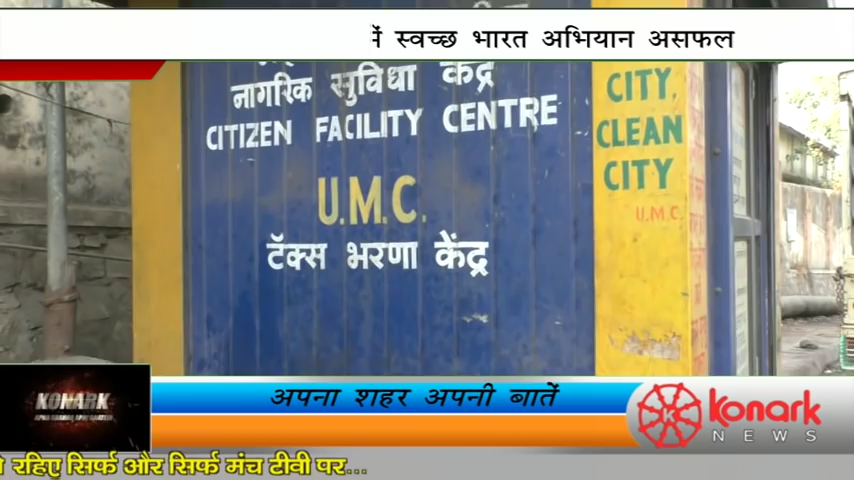 में स्वच्छ भारत अभियान असफल
नागरिक सुविधा केंद्र
CITIZEN FACILITY CENTRE
U.M.C.
टॅक्स भरणा केंद्र
CITY,
CLEAN
CITY
U.M.C.
अपना शहर अपनी बातें
KONARK
Konark
NEWS
रहिए सिर्फ और सिर्फ मंच टीवी पर...